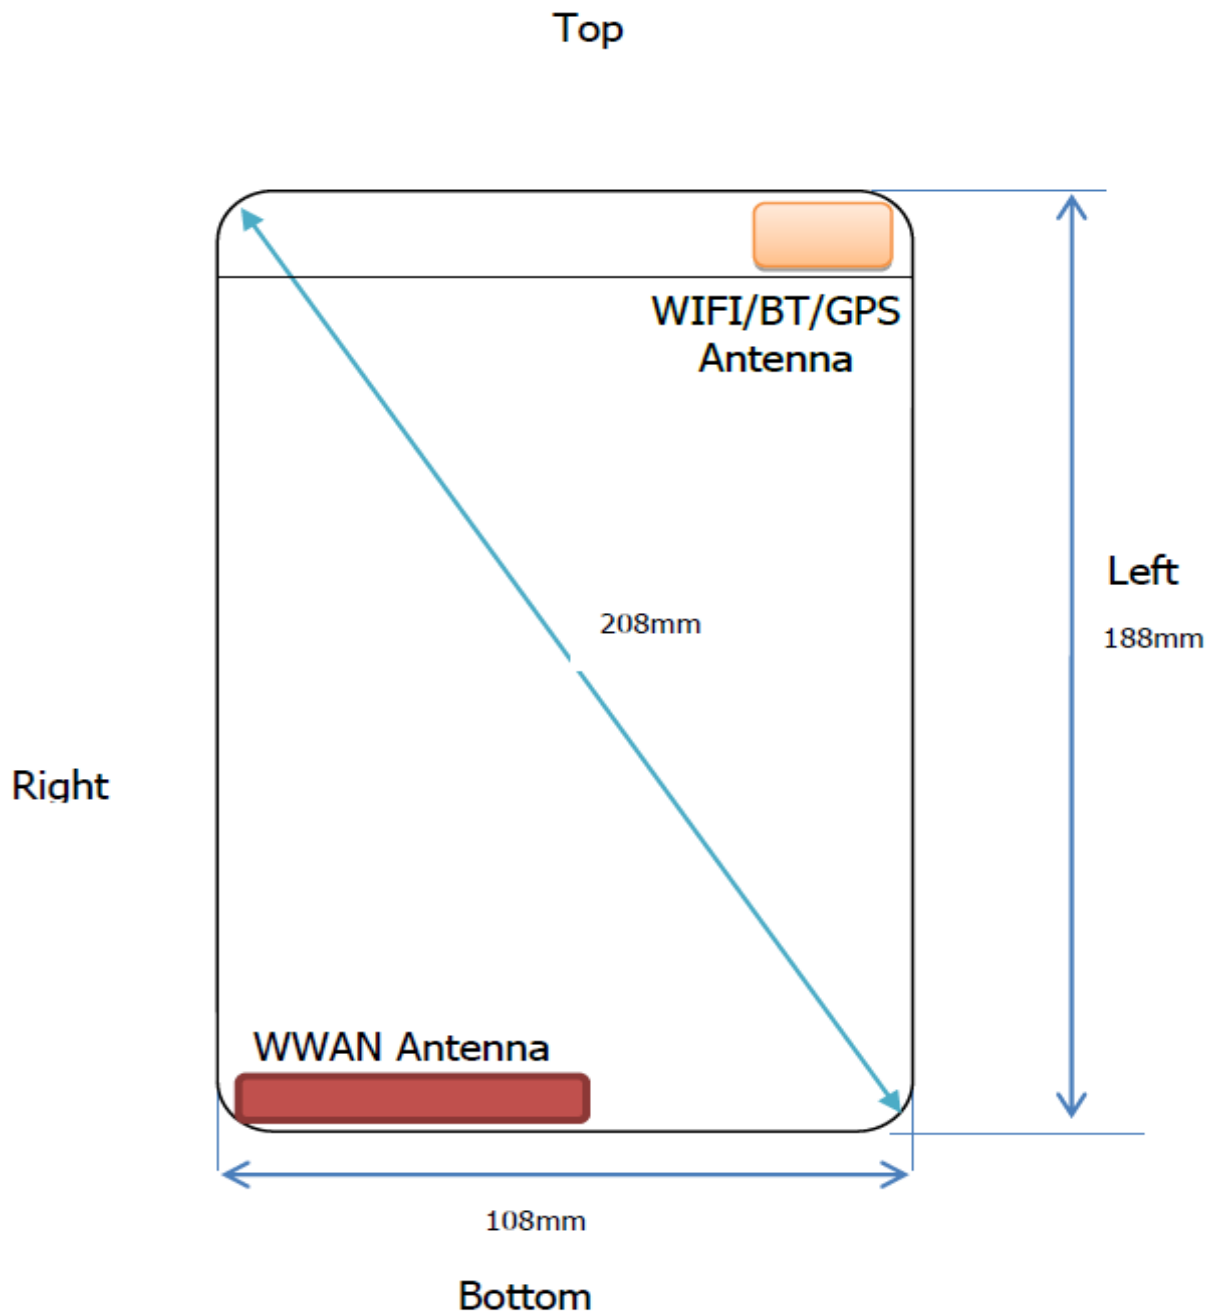 Top
WIFI/BT/GPS
Antenna
Left
208mm
188mm
Right
WWAN Antenna
108mm
Bottom